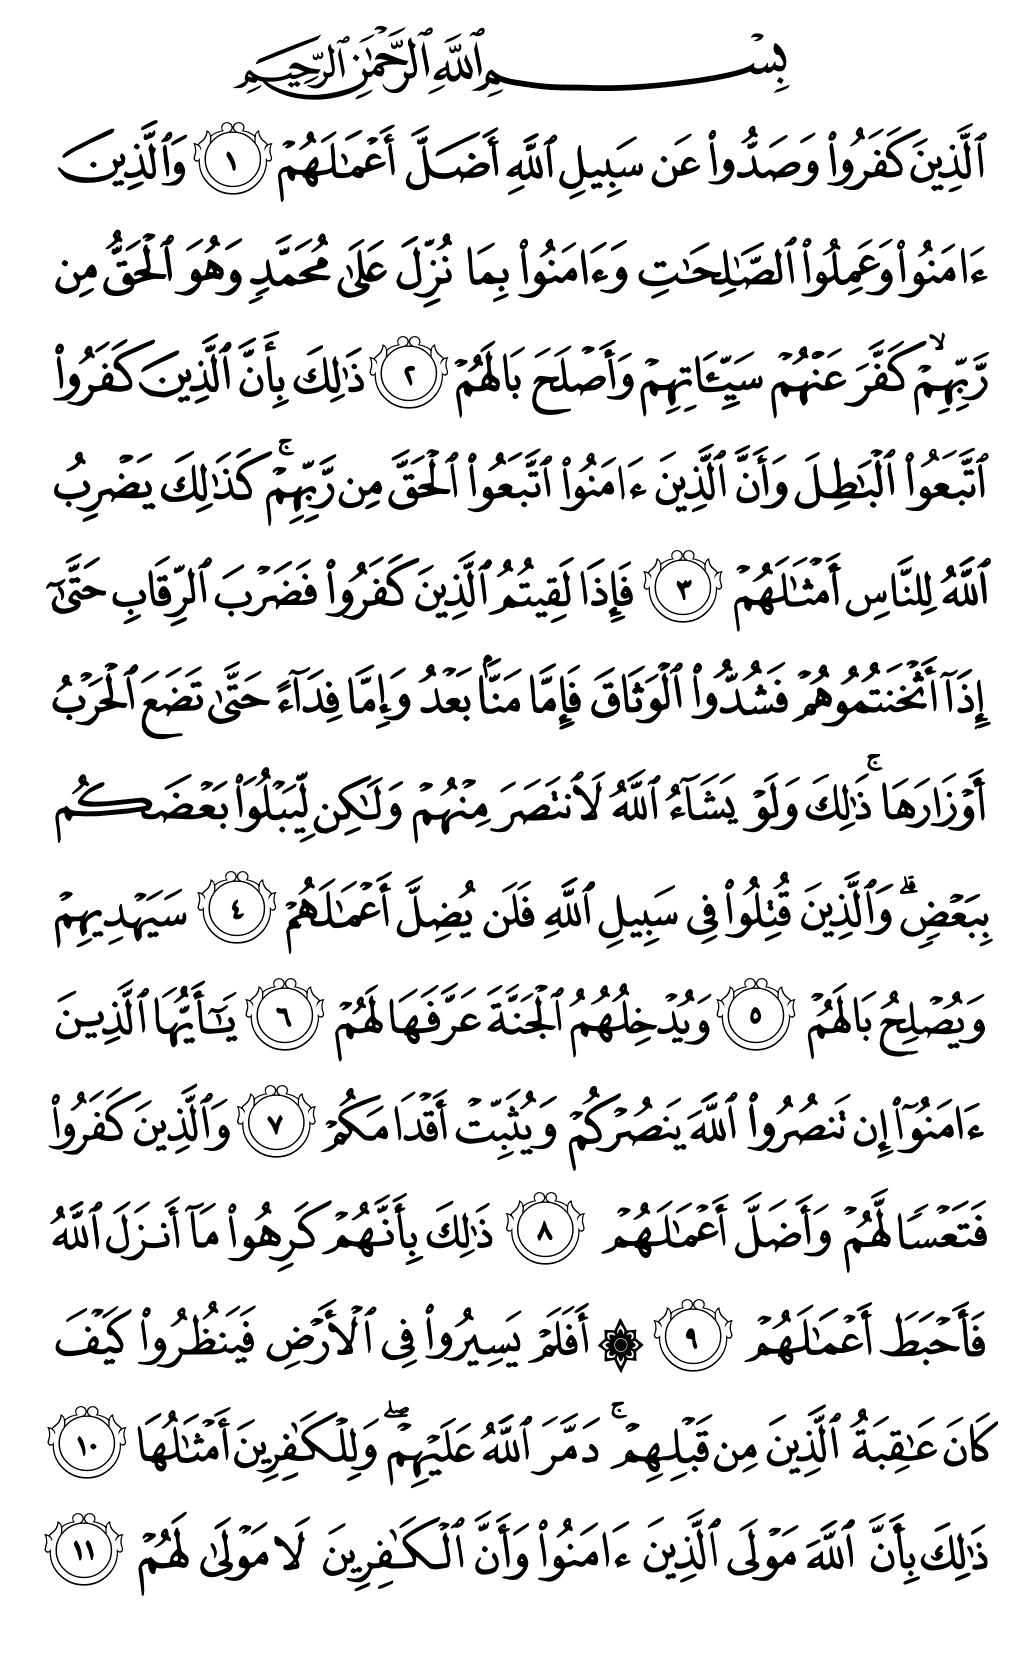 بِسْمِ ٱللَّهِ ٱلرَّحْمَٰنِ ٱلرَّحِيمِ
ٱلَّذِينَ كَفَرُوا۟ وَصَدُّوا۟ عَن سَبِيلِ ٱللَّهِ أَضَلَّ أَعْمَٰلَهُمْ ١ وَٱلَّذِينَ
ءَامَنُوا۟ وَعَمِلُوا۟ ٱلصَّٰلِحَٰتِ وَءَامَنُوا۟ بِمَا نُزِّلَ عَلَىٰ مُحَمَّدٍ وَهُوَ ٱلْحَقُّ مِن
رَّبِّهِمْ ۙ كَفَّرَ عَنْهُمْ سَيِّـَٔاتِهِمْ وَأَصْلَحَ بَالَهُمْ ٢ ذَٰلِكَ بِأَنَّ ٱلَّذِينَ كَفَرُوا۟
ٱتَّبَعُوا۟ ٱلْبَٰطِلَ وَأَنَّ ٱلَّذِينَ ءَامَنُوا۟ ٱتَّبَعُوا۟ ٱلْحَقَّ مِن رَّبِّهِمْ ۚ كَذَٰلِكَ يَضْرِبُ
ٱللَّهُ لِلنَّاسِ أَمْثَٰلَهُمْ ٣ فَإِذَا لَقِيتُمُ ٱلَّذِينَ كَفَرُوا۟ فَضَرْبَ ٱلرِّقَابِ حَتَّىٰٓ
إِذَآ أَثْخَنتُمُوهُمْ فَشُدُّوا۟ ٱلْوَثَاقَ فَإِمَّا مَنًّۢا بَعْدُ وَإِمَّا فِدَآءً حَتَّىٰ تَضَعَ ٱلْحَرْبُ
أَوْزَارَهَا ۚ ذَٰلِكَ وَلَوْ يَشَآءُ ٱللَّهُ لَٱنتَصَرَ مِنْهُمْ وَلَٰكِن لِّيَبْلُوَا۟ بَعْضَكُم
بِبَعْضٍ ۗ وَٱلَّذِينَ قُتِلُوا۟ فِى سَبِيلِ ٱللَّهِ فَلَن يُضِلَّ أَعْمَٰلَهُمْ ٤ سَيَهْدِيهِمْ
وَيُصْلِحُ بَالَهُمْ ٥ وَيُدْخِلُهُمُ ٱلْجَنَّةَ عَرَّفَهَا لَهُمْ ٦ يَٰٓأَيُّهَا ٱلَّذِينَ
ءَامَنُوٓا۟ إِن تَنصُرُوا۟ ٱللَّهَ يَنصُرْكُمْ وَيُثَبِّتْ أَقْدَامَكُمْ ٧ وَٱلَّذِينَ كَفَرُوا۟
فَتَعْسًا لَّهُمْ وَأَضَلَّ أَعْمَٰلَهُمْ ٨ ذَٰلِكَ بِأَنَّهُمْ كَرِهُوا۟ مَآ أَنزَلَ ٱللَّهُ
فَأَحْبَطَ أَعْمَٰلَهُمْ ٩ ۞ أَفَلَمْ يَسِيرُوا۟ فِى ٱلْأَرْضِ فَيَنظُرُوا۟ كَيْفَ
كَانَ عَٰقِبَةُ ٱلَّذِينَ مِن قَبْلِهِمْ ۚ دَمَّرَ ٱللَّهُ عَلَيْهِمْ ۖ وَلِلْكَٰفِرِينَ أَمْثَٰلُهَا ١٠
ذَٰلِكَ بِأَنَّ ٱللَّهَ مَوْلَى ٱلَّذِينَ ءَامَنُوا۟ وَأَنَّ ٱلْكَٰفِرِينَ لَا مَوْلَىٰ لَهُمْ ١١